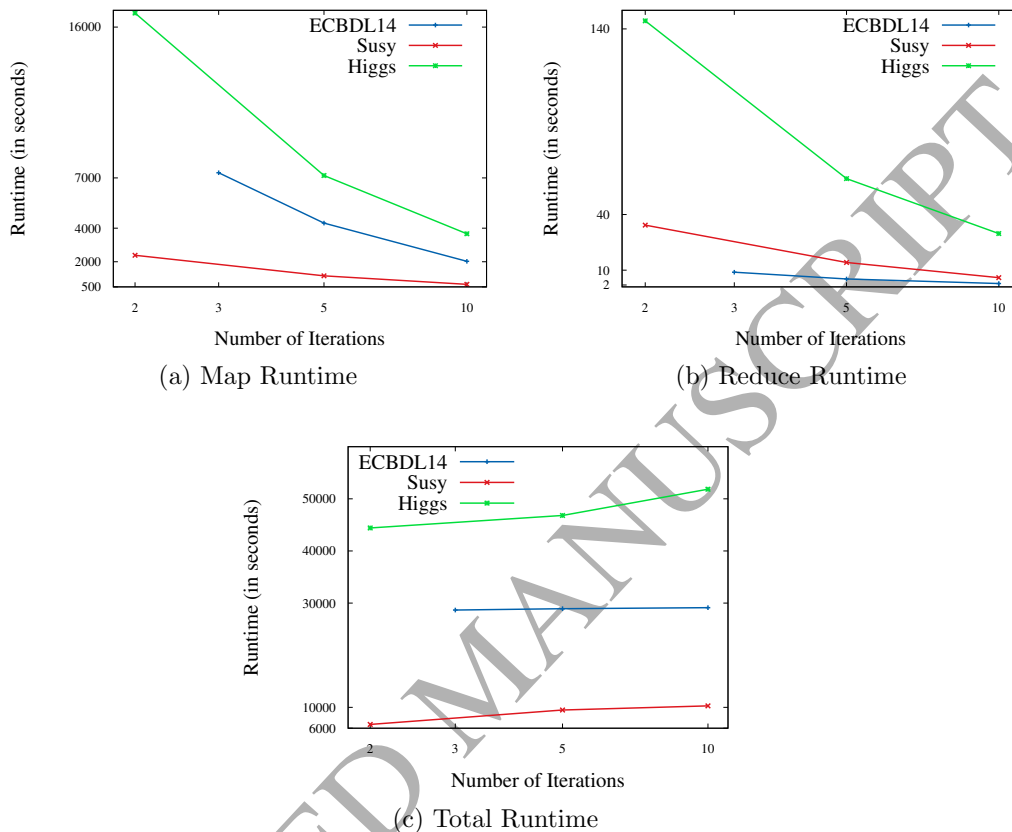 ECBDL14
Susy
Higgs
Runtime (in seconds)
16000
7000
4000
2000
500
2 3 5 10
Number of Iterations
(a) Map Runtime
ECBDL14
Susy
Higgs
Runtime (in seconds)
140
40
10
2
2 3 5 10
Number of Iterations
(b) Reduce Runtime
ECBDL14
Susy
Higgs
Runtime (in seconds)
50000
40000
30000
10000
6000
2 3 5 10
Number of Iterations
(c) Total Runtime
ED MANUSCRIPT